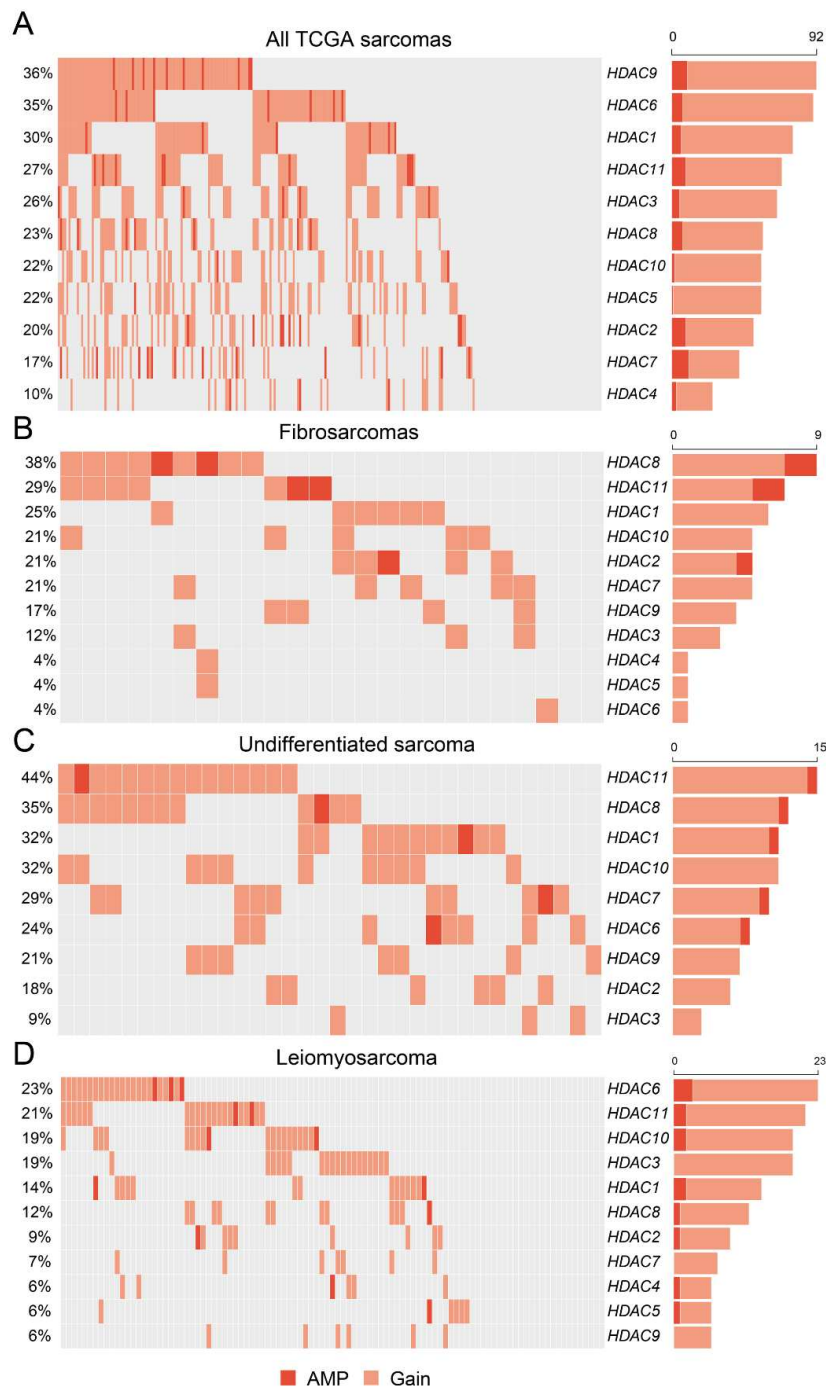 A
All TCGA sarcomas
0 92
36% HDAC9
35% HDAC6
30% HDAC1
27% HDAC11
26% HDAC3
23% HDAC8
22% HDAC10
22% HDAC5
20% HDAC2
17% HDAC7
10% HDAC4
B
Fibrosarcomas
0 9
38% HDAC8
29% HDAC11
25% HDAC1
21% HDAC10
21% HDAC2
21% HDAC7
17% HDAC9
12% HDAC3
4% HDAC4
4% HDAC5
4% HDAC6
C
Undifferentiated sarcoma
0 15
44% HDAC11
35% HDAC8
32% HDAC1
32% HDAC10
29% HDAC7
24% HDAC6
21% HDAC9
18% HDAC2
9% HDAC3
D
Leiomyosarcoma
0 23
23% HDAC6
21% HDAC11
19% HDAC10
19% HDAC3
14% HDAC1
12% HDAC8
9% HDAC2
7% HDAC7
6% HDAC4
6% HDAC5
6% HDAC9
AMP Gain